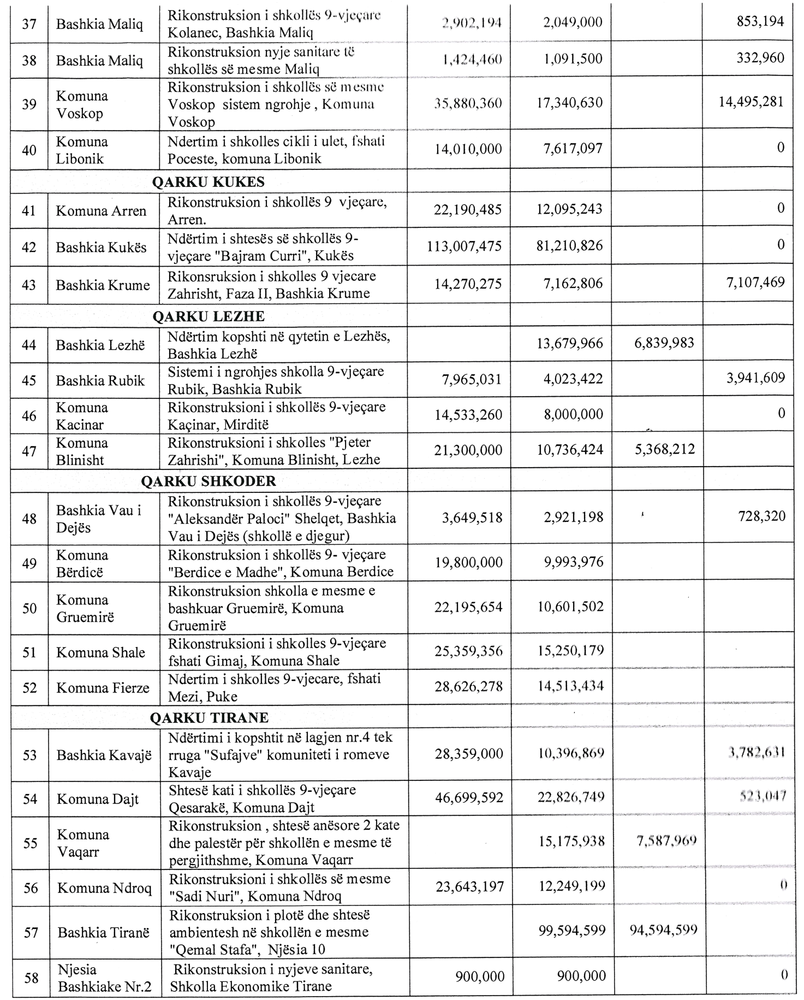 37 Bashkia Maliq Rikonstruksion i shkollës 9-vjeçare Kolanec, Bashkia Maliq 2,902,194 2,049,000 853,194
38 Bashkia Maliq Rikonstruksion nyje sanitare të shkollës së mesme Maliq 1,424,460 1,091,500 332,960
39 Komuna Voskop Rikonstruksion i shkollës së mesme Voskop sistem ngrohje , Komuna Voskop 35,880,360 17,340,630 14,495,281
40 Komuna Libonik Ndertim i shkolles cikli i ulet, fshati Poceste, komuna Libonik 14,010,000 7,617,097 0
QARKU KUKES
41 Komuna Arren Rikonstruksion i shkollës 9 vjeçare, Arren. 22,190,485 12,095,243 0
42 Bashkia Kukës Ndërtim i shtesës së shkollës 9-vjeçare "Bajram Curri", Kukës 113,007,475 81,210,826 0
43 Bashkia Krume Rikonsruksion i shkolles 9 vjecare Zahrisht, Faza II, Bashkia Krume 14,270,275 7,162,806 7,107,469
QARKU LEZHE
44 Bashkia Lezhë Ndërtim kopshti në qytetin e Lezhës, Bashkia Lezhë 13,679,966 6,839,983
45 Bashkia Rubik Sistemi i ngrohjes shkolla 9-vjeçare Rubik, Bashkia Rubik 7,965,031 4,023,422 3,941,609
46 Komuna Kacinar Rikonstruksioni i shkollës 9-vjeçare Kaçinar, Mirditë 14,533,260 8,000,000 0
47 Komuna Blinisht Rikonstruksioni i shkolles "Pjeter Zahrishi", Komuna Blinisht, Lezhe 21,300,000 10,736,424 5,368,212
QARKU SHKODER
48 Bashkia Vau i Dejës Rikonstruksion i shkollës 9-vjeçare "Aleksandër Paloci" Shelqet, Bashkia Vau i Dejës (shkollë e djegur) 3,649,518 2,921,198 728,320
49 Komuna Bërdicë Rikonstruksion i shkollës 9- vjeçare "Berdice e Madhe", Komuna Berdice 19,800,000 9,993,976
50 Komuna Gruemirë Rikonstruksion shkolla e mesme e bashkuar Gruemirë, Komuna Gruemirë 22,195,654 10,601,502
51 Komuna Shale Rikonstruksioni i shkolles 9-vjeçare fshati Gimaj, Komuna Shale 25,359,356 15,250,179
52 Komuna Fierze Ndertim i shkolles 9-vjecare, fshati Mezi, Puke 28,626,278 14,513,434
QARKU TIRANE
53 Bashkia Kavajë Ndërtimi i kopshtit në lagjen nr.4 tek rruga "Sufajve" komuniteti i romeve Kavaje 28,359,000 10,396,869 3,782,631
54 Komuna Dajt Shtesë kati i shkollës 9-vjeçare Qesarakë, Komuna Dajt 46,699,592 22,826,749 523,047
55 Komuna Vaqarr Rikonstruksion , shtesë anësore 2 kate dhe palestër për shkollën e mesme të pergjithshme, Komuna Vaqarr 15,175,938 7,587,969
56 Komuna Ndroq Rikonstruksioni i shkollës së mesme "Sadi Nuri", Komuna Ndroq 23,643,197 12,249,199 0
57 Bashkia Tiranë Rikonstruksion i plotë dhe shtesë ambientesh në shkollën e mesme "Qemal Stafa", Njësia 10 99,594,599 94,594,599
58 Njesia Bashkiake Nr.2 Rikonstruksion i nyjeve sanitare, Shkolla Ekonomike Tirane 900,000 900,000 0